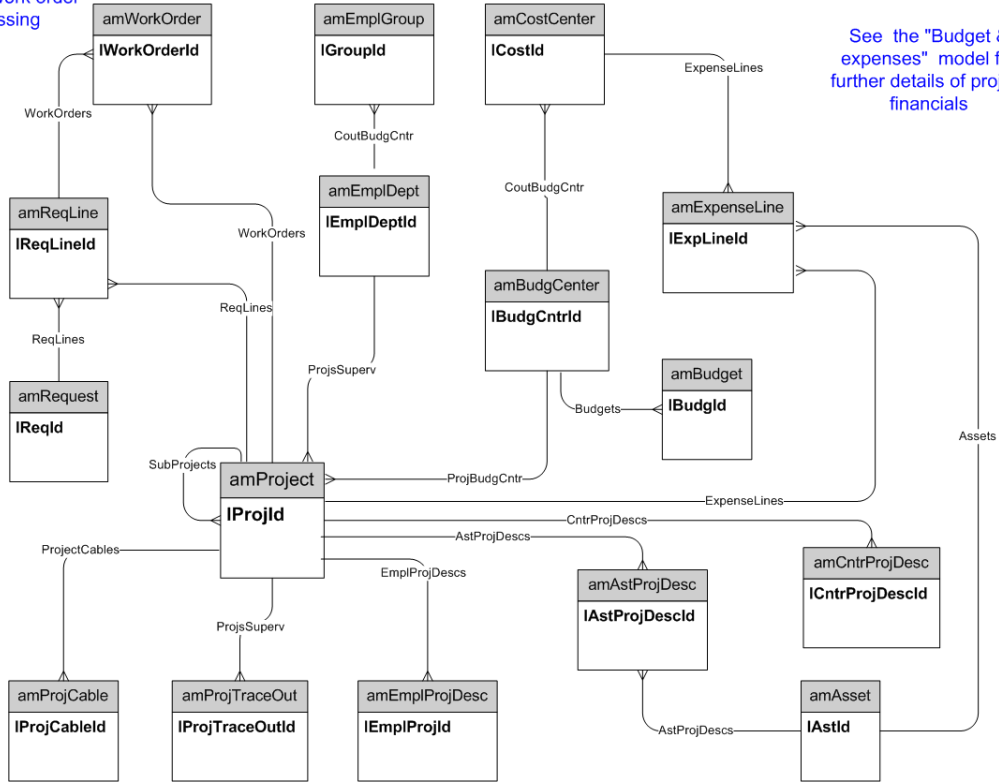 work order
ssing
amWorkOrder
lWorkOrderId
amEmplGroup
lGroupId
amCostCenter
lCostId
See the "Budget &
expenses" model f
further details of proj
financials
ExpenseLines
WorkOrders
CoutBudgCntr
amEmplDept
lEmplDeptId
CoutBudgCntr
amExpenseLine
lExpLineId
amReqLine
lReqLineId
WorkOrders
amBudgCenter
lBudgCntrId
ReqLines
ReqLines
ProjsSuperv
amBudget
lBudgId
amRequest
lReqId
Budgets
Assets
SubProjects
amProject
lProjId
ProjBudgCntr
ExpenseLines
CntrProjDescs
AstProjDescs
ProjectCables
EmplProjDescs
amCntrProjDesc
lCntrProjDescId
amAstProjDesc
lAstProjDescId
ProjsSuperv
amProjCable
lProjCableId
amProjTraceOut
lProjTraceOutId
amEmplProjDesc
lEmplProjId
AstProjDescs
amAsset
lAstId